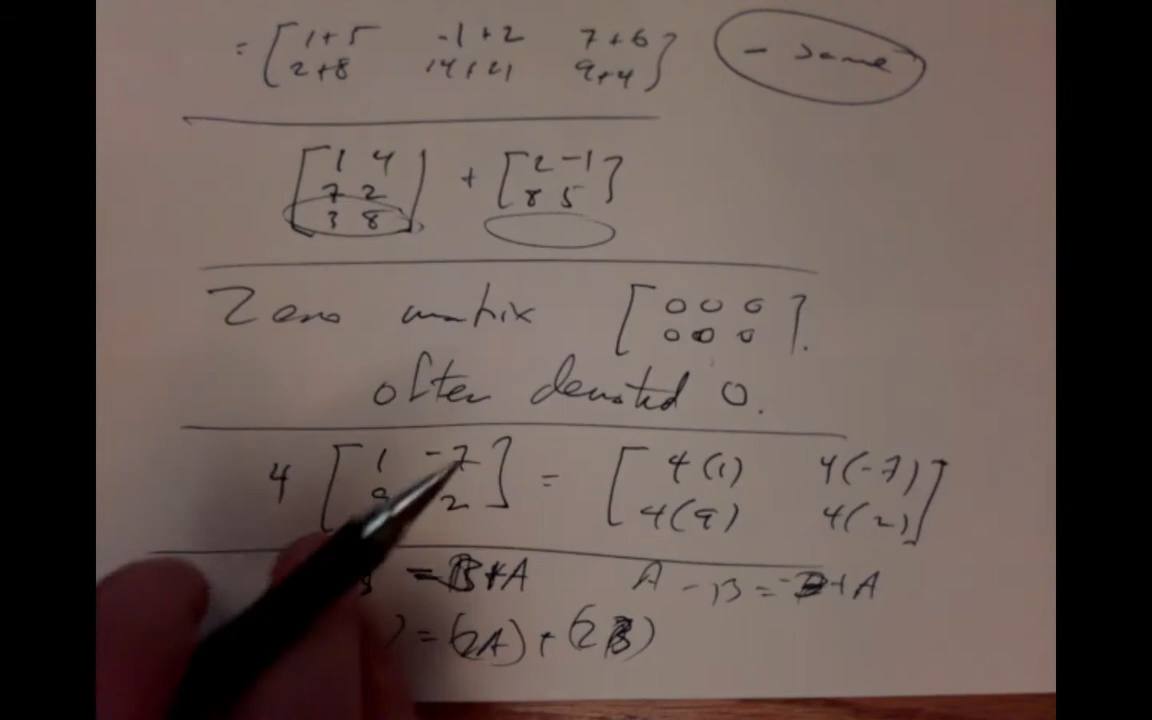 = [ 1+5 -1+2 7+6 ] - same
2+8 14+21 9+4
[ 1 4 ] + [ 2 -1 ]
7 2 8 5
3 8
Zero matrix [ 0 0 0 ].
0 0 0
often denoted 0.
4 [ 1 -7 ] = [ 4(1) 4(-7) ]
9 2 4(9) 4(2)
= B+A A - B = -B+A
) = (2A) + (2B)